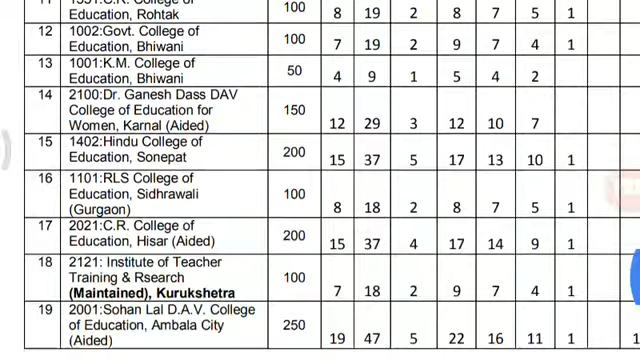 Education, Rohtak 100 8 19 2 8 7 5 1
12 1002:Govt. College of
Education, Bhiwani 100 7 19 2 9 7 4 1
13 1001:K.M. College of
Education, Bhiwani 50 4 9 1 5 4 2
14 2100:Dr. Ganesh Dass DAV
College of Education for
Women, Karnal (Aided) 150 12 29 3 12 10 7
15 1402:Hindu College of
Education, Sonepat 200 15 37 5 17 13 10 1
16 1101:RLS College of
Education, Sidhrawali
(Gurgaon) 100 8 18 2 8 7 5 1
17 2021:C.R. College of
Education, Hisar (Aided) 200 15 37 4 17 14 9 1
18 2121: Institute of Teacher
Training & Rsearch
(Maintained), Kurukshetra 100 7 18 2 9 7 4 1
19 2001:Sohan Lal D.A.V. College
of Education, Ambala City
(Aided) 250 19 47 5 22 16 11 1